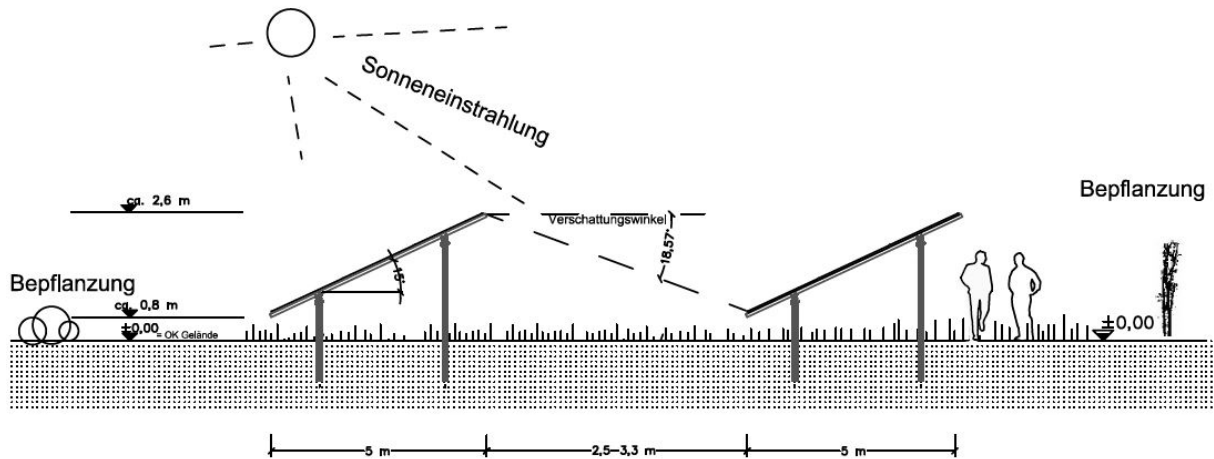 Sonneneinstrahlung
Bepflanzung
ca. 2,6 m
Verschattungswinkel
18,57°
15°
Bepflanzung
ca. 0,8 m
±0,00 = OK Gelände
±0,00
5 m
2,5-3,3 m
5 m